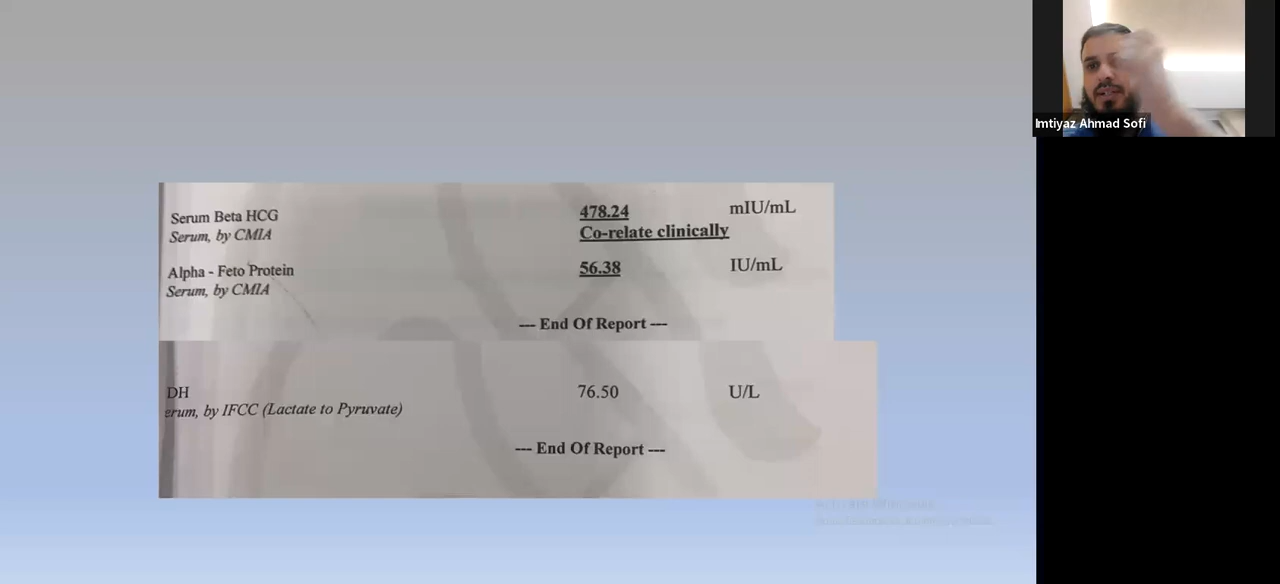 Imtiyaz Ahmad Sofi
Serum Beta HCG 478.24 mIU/mL
Serum, by CMIA Co-relate clinically
Alpha - Feto Protein 56.38 IU/mL
Serum, by CMIA
--- End Of Report ---
DH 76.50 U/L
erum, by IFCC (Lactate to Pyruvate)
--- End Of Report ---